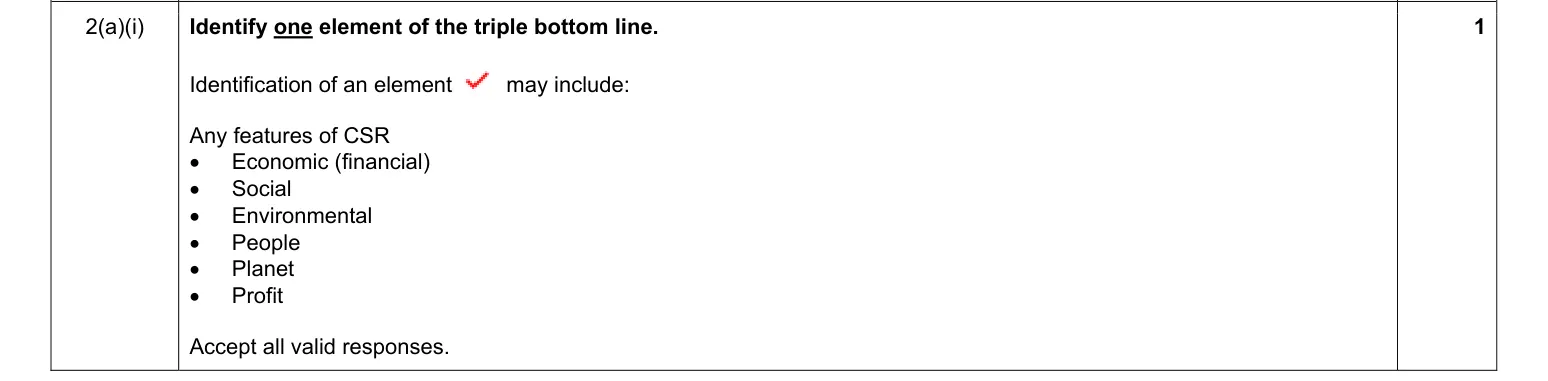 2(a)(i) Identify one element of the triple bottom line. 1
Identification of an element ✓ may include:
Any features of CSR
• Economic (financial)
• Social
• Environmental
• People
• Planet
• Profit
Accept all valid responses.